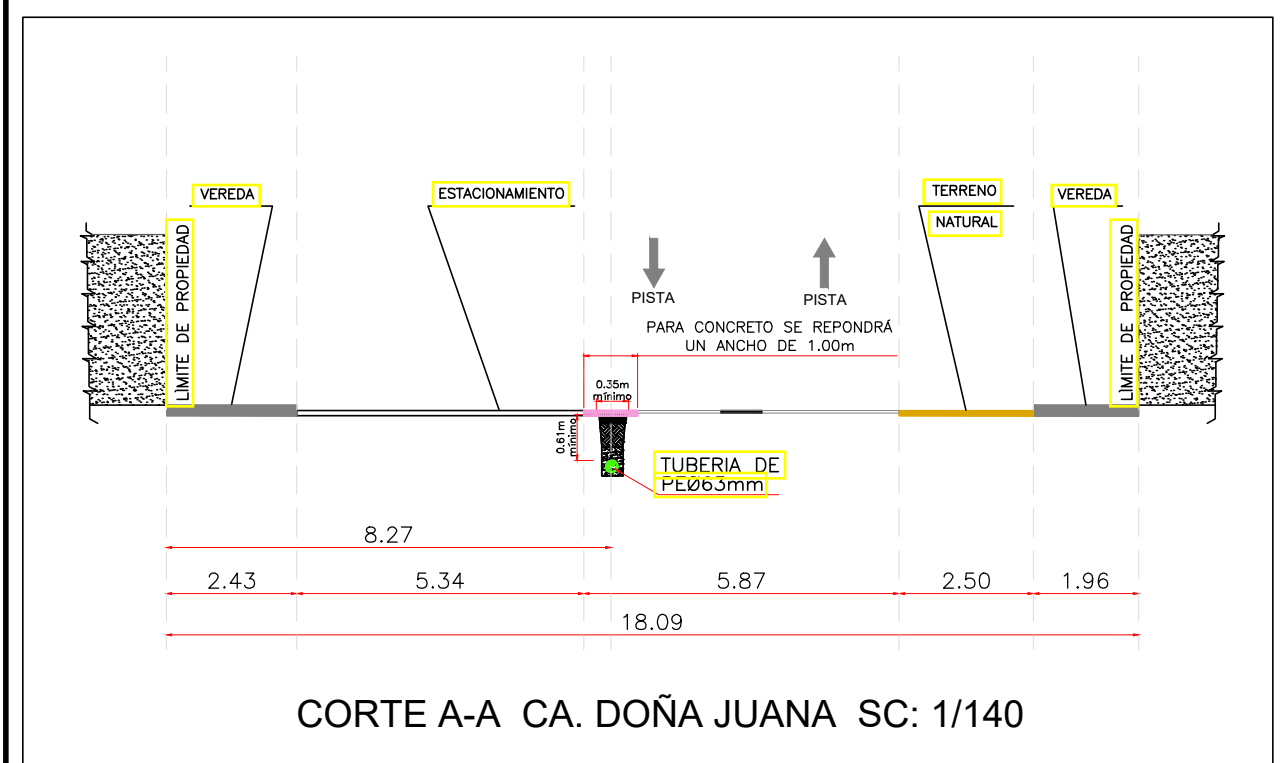 VEREDA
ESTACIONAMIENTO
TERRENO
NATURAL
VEREDA
LÍMITE DE PROPIEDAD
LÍMITE DE PROPIEDAD
PISTA
PISTA
PARA CONCRETO SE REPONDRÁ
UN ANCHO DE 1.00m
0.35m
mínimo
0.61m
mínimo
TUBERIA DE
PEØ63mm
8.27
2.43
5.34
5.87
2.50
1.96
18.09
CORTE A-A CA. DOÑA JUANA SC: 1/140